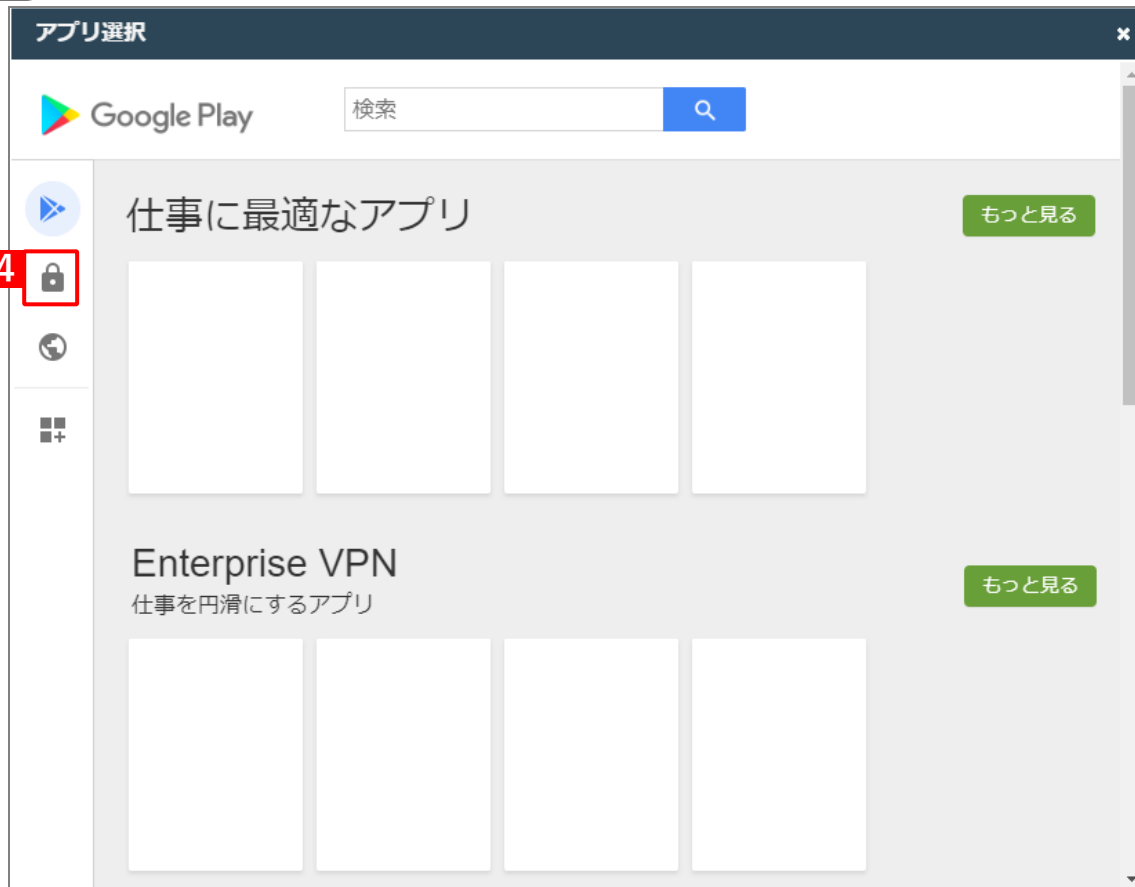 アプリ選択
Google Play
検索
仕事に最適なアプリ
もっと見る
4
Enterprise VPN
もっと見る
仕事を円滑にするアプリ